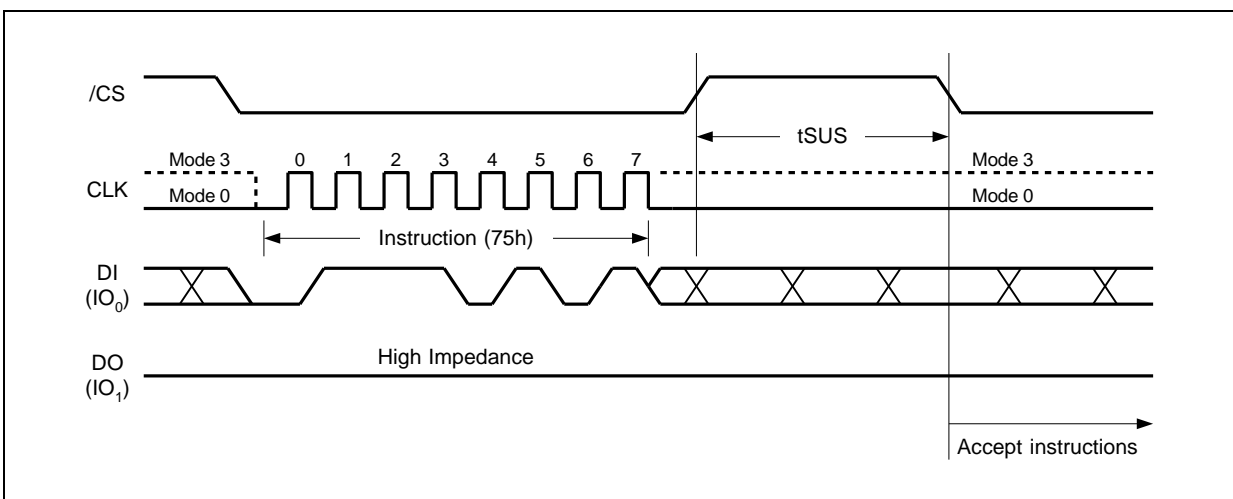 /CS
tSUS
Mode 3 0 1 2 3 4 5 6 7 Mode 3
CLK
Mode 0 Mode 0
Instruction (75h)
DI
(IO₀)
High Impedance
DO
(IO₁)
Accept instructions